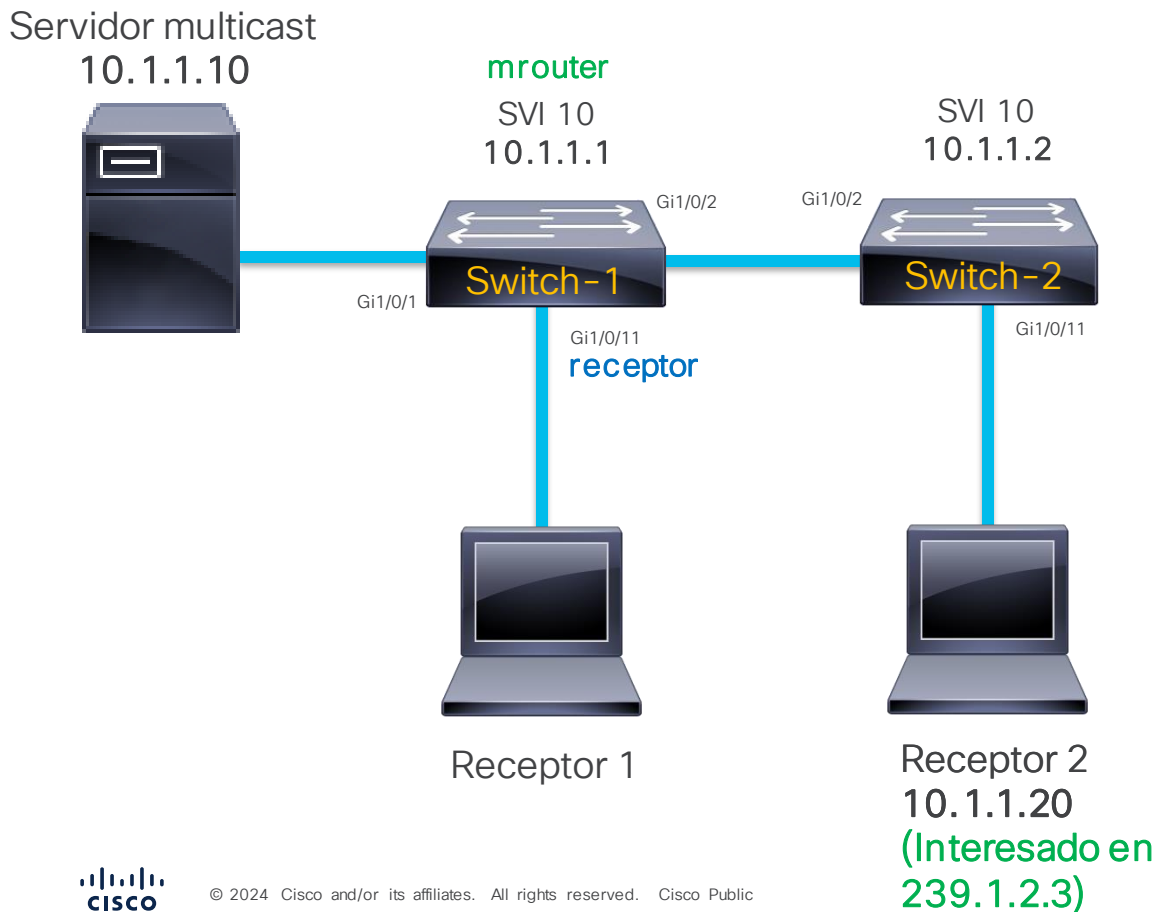 Servidor multicast
10.1.1.10
mrouter
SVI 10
10.1.1.1
SVI 10
10.1.1.2
Gi1/0/2
Gi1/0/2
Switch-1
Switch-2
Gi1/0/1
Gi1/0/11
receptor
Gi1/0/11
Receptor 1
Receptor 2
10.1.1.20
(Interesado en
239.1.2.3)
CISCO
© 2024 Cisco and/or its affiliates. All rights reserved. Cisco Public